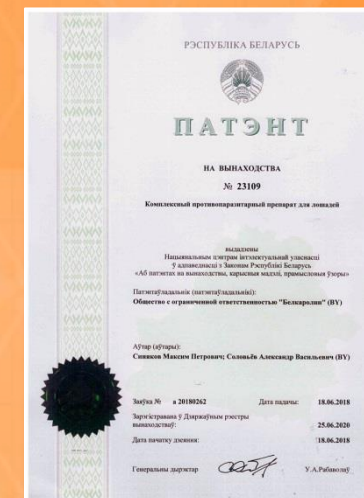 РЭСПУБЛІКА БЕЛАРУСЬ
ПАТЭНТ
НА ВЫНАХОДСТВА
№ 23109
Комплексный противопаразитарный препарат для лошадей
выдадзены
Нацыянальным цэнтрам інтэлектуальнай уласнасці
ў адпаведнасці з Законам Рэспублікі Беларусь
«Аб патэнтах на вынаходствы, карысныя мадэлі, прамысловыя ўзоры»
Патэнтаўладальнік (патэнтаўладальнікі):
Общество с ограниченной ответственностью "Белкаролин" (BY)
Аўтар (аўтары):
Синяков Максим Петрович; Соловьёв Александр Васильевич (BY)
Заяўка № a 20180262 Дата падачы: 18.06.2018
Зарэгістравана ў Дзяржаўным рэестры
вынаходстваў: 25.06.2020
Дата пачатку дзеяння: 18.06.2018
Генеральны дырэктар У.А.Рабаволаў